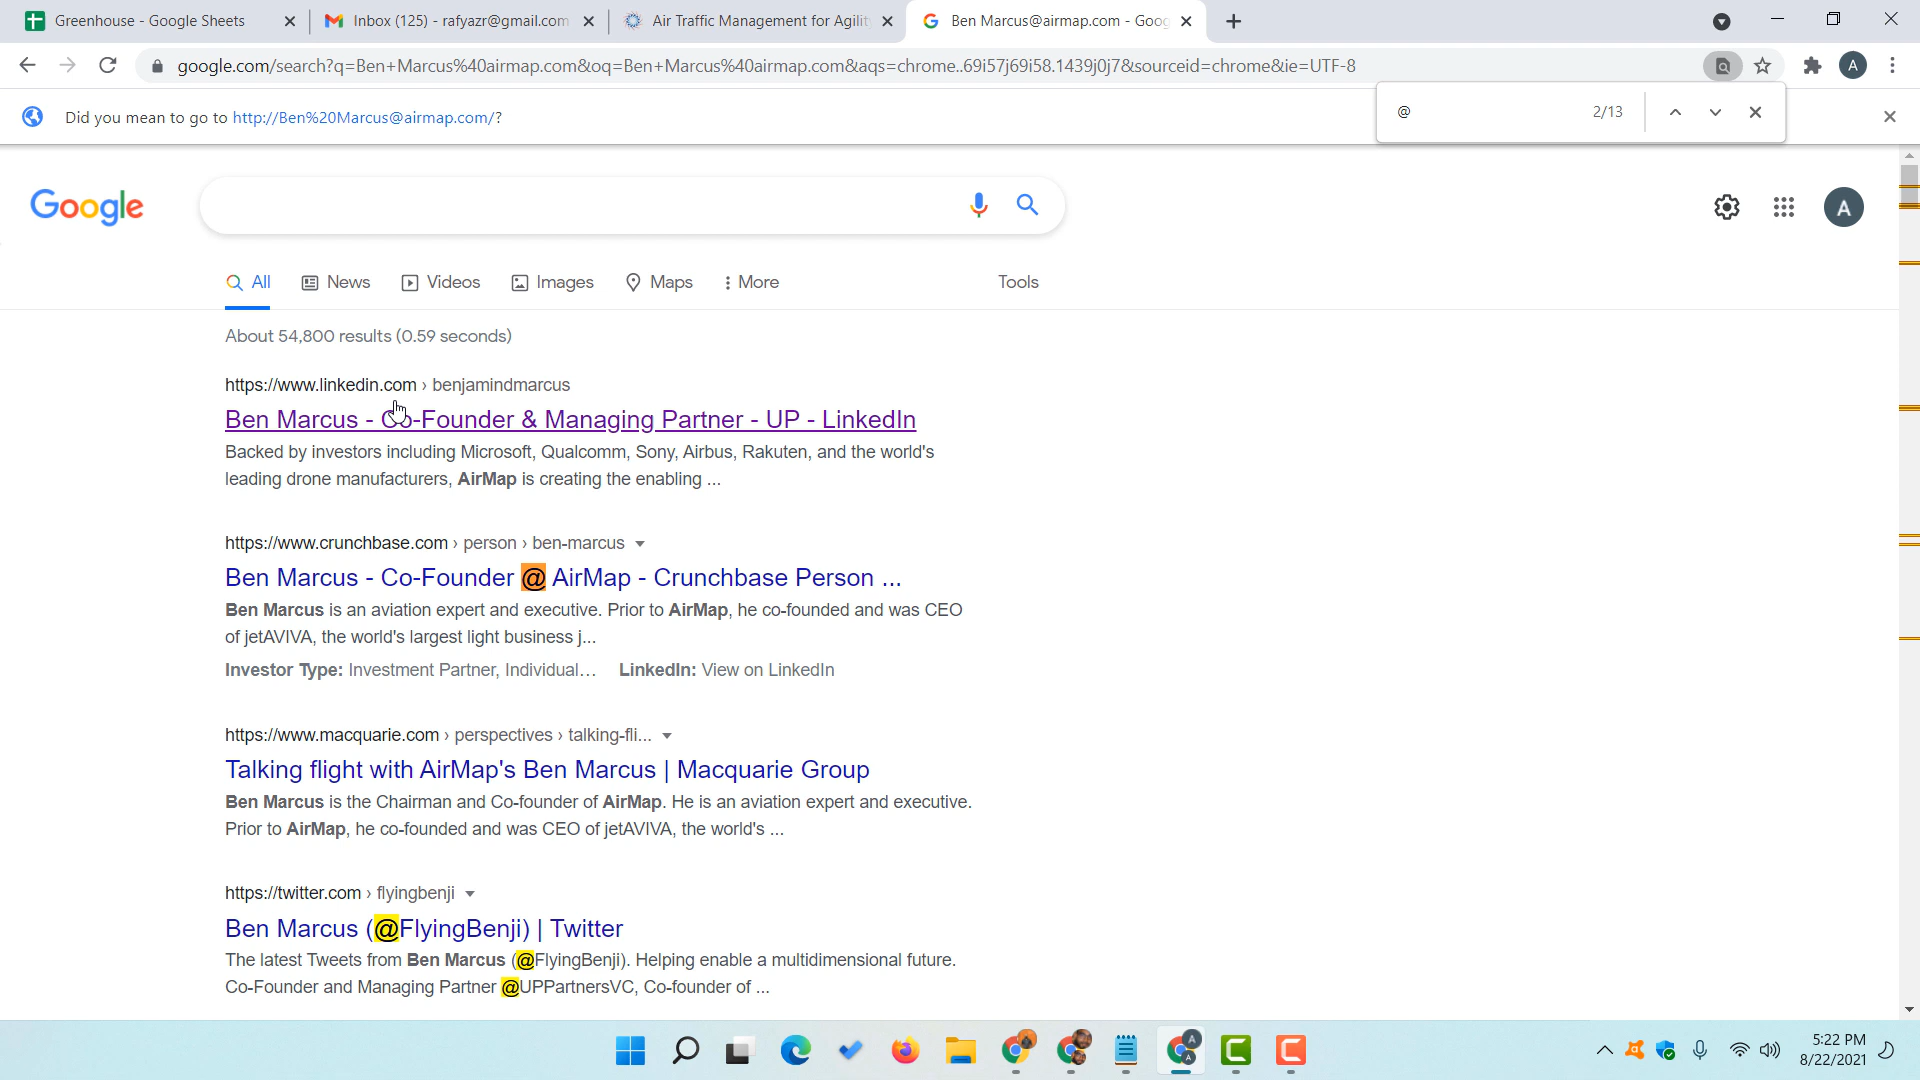 Greenhouse - Google Sheets
Inbox (125) - rafyazr@gmail.com
Air Traffic Management for Agilit
Ben Marcus@airmap.com - Goog
google.com/search?q=Ben+Marcus%40airmap.com&oq=Ben+Marcus%40airmap.com&aqs=chrome..69i57j69i58.1439j0j7&sourceid=chrome&ie=UTF-8
A
Did you mean to go to http://Ben%20Marcus@airmap.com/?
@ 2/13
Google
A
All News Videos Images Maps More Tools
About 54,800 results (0.59 seconds)
https://www.linkedin.com › benjamindmarcus
Ben Marcus - Co-Founder & Managing Partner - UP - LinkedIn
Backed by investors including Microsoft, Qualcomm, Sony, Airbus, Rakuten, and the world's
leading drone manufacturers, AirMap is creating the enabling ...
https://www.crunchbase.com › person › ben-marcus
Ben Marcus - Co-Founder @ AirMap - Crunchbase Person ...
Ben Marcus is an aviation expert and executive. Prior to AirMap, he co-founded and was CEO
of jetAVIVA, the world's largest light business j...
Investor Type: Investment Partner, Individual... LinkedIn: View on LinkedIn
https://www.macquarie.com › perspectives › talking-fli...
Talking flight with AirMap's Ben Marcus | Macquarie Group
Ben Marcus is the Chairman and Co-founder of AirMap. He is an aviation expert and executive.
Prior to AirMap, he co-founded and was CEO of jetAVIVA, the world's ...
https://twitter.com › flyingbenji
Ben Marcus (@FlyingBenji) | Twitter
The latest Tweets from Ben Marcus (@FlyingBenji). Helping enable a multidimensional future.
Co-Founder and Managing Partner @UPPartnersVC, Co-founder of ...
5:22 PM
8/22/2021